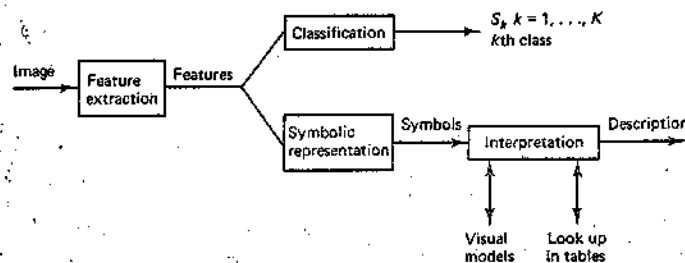 S_k k = 1, . . ., K
Classification
kth class
Image
Feature
extraction
Features
Symbolic
representation
Symbols
Interpretation
Description
Visual
models
Look up
in tables